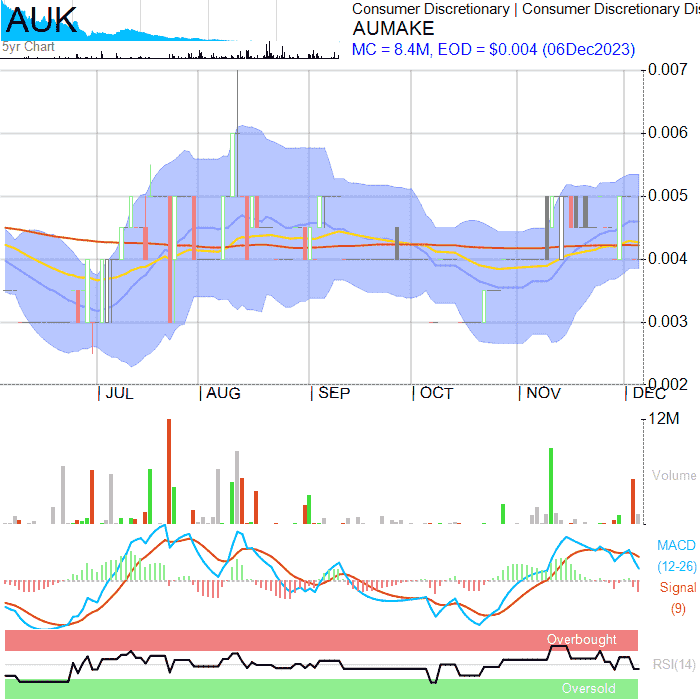 AUK
5yr Chart
Consumer Discretionary | Consumer Discretionary Dis
AUMAKE
MC = 8.4M, EOD = $0.004 (06Dec2023)
0.007
0.006
0.005
0.004
0.003
0.002
JUL AUG SEP OCT NOV DEC
12M
Volume
MACD
(12-26)
Signal
(9)
Overbought
RSI(14)
Oversold